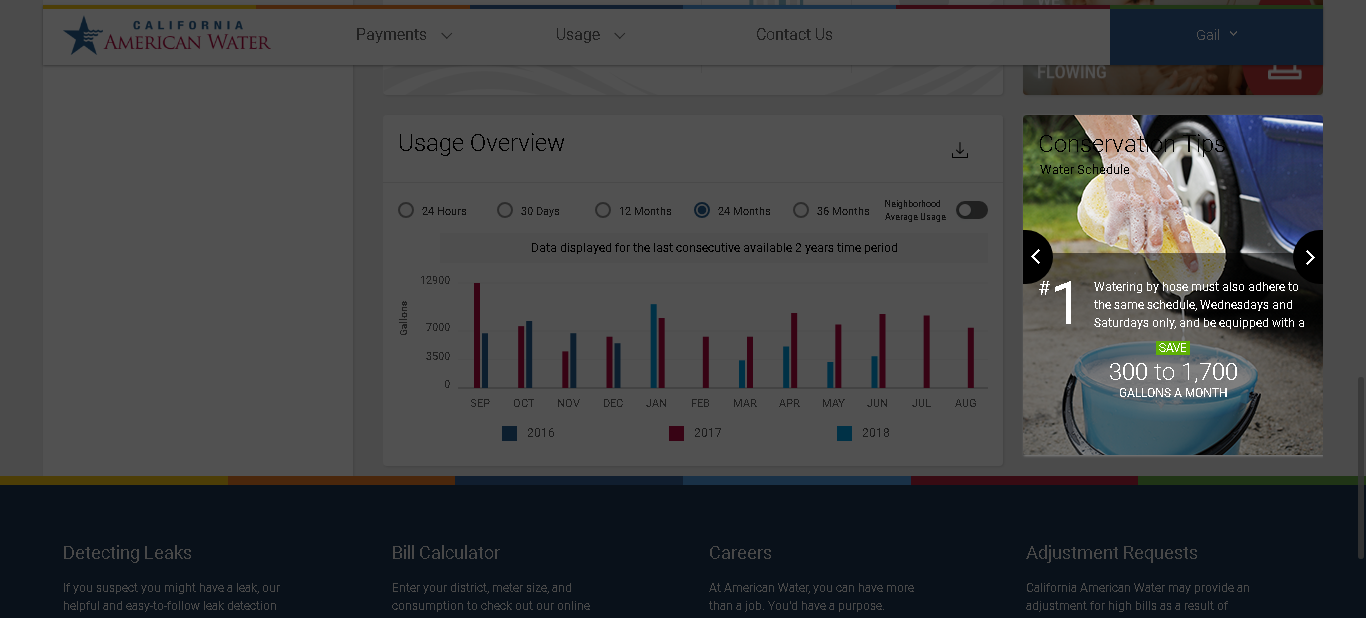 WE
CALIFORNIA
AMERICAN WATER
Payments
Usage
Contact Us
Gail
FLOWING
Usage Overview
24 Hours
30 Days
12 Months
24 Months
36 Months
Neighborhood
Average Usage
Data displayed for the last consecutive available 2 years time period
Gallons
12900
7000
3500
0
SEP OCT NOV DEC JAN FEB MAR APR MAY JUN JUL AUG
2016 2017 2018
Conservation Tips
Water Schedule
#1
Watering by hose must also adhere to
the same schedule, Wednesdays and
Saturdays only, and be equipped with a
SAVE
300 to 1,700
GALLONS A MONTH
Detecting Leaks
If you suspect you might have a leak, our
helpful and easy-to-follow leak detection
Bill Calculator
Enter your district, meter size, and
consumption to check out our online
Careers
At American Water, you can have more
than a job. You'd have a purpose.
Adjustment Requests
California American Water may provide an
adjustment for high bills as a result of